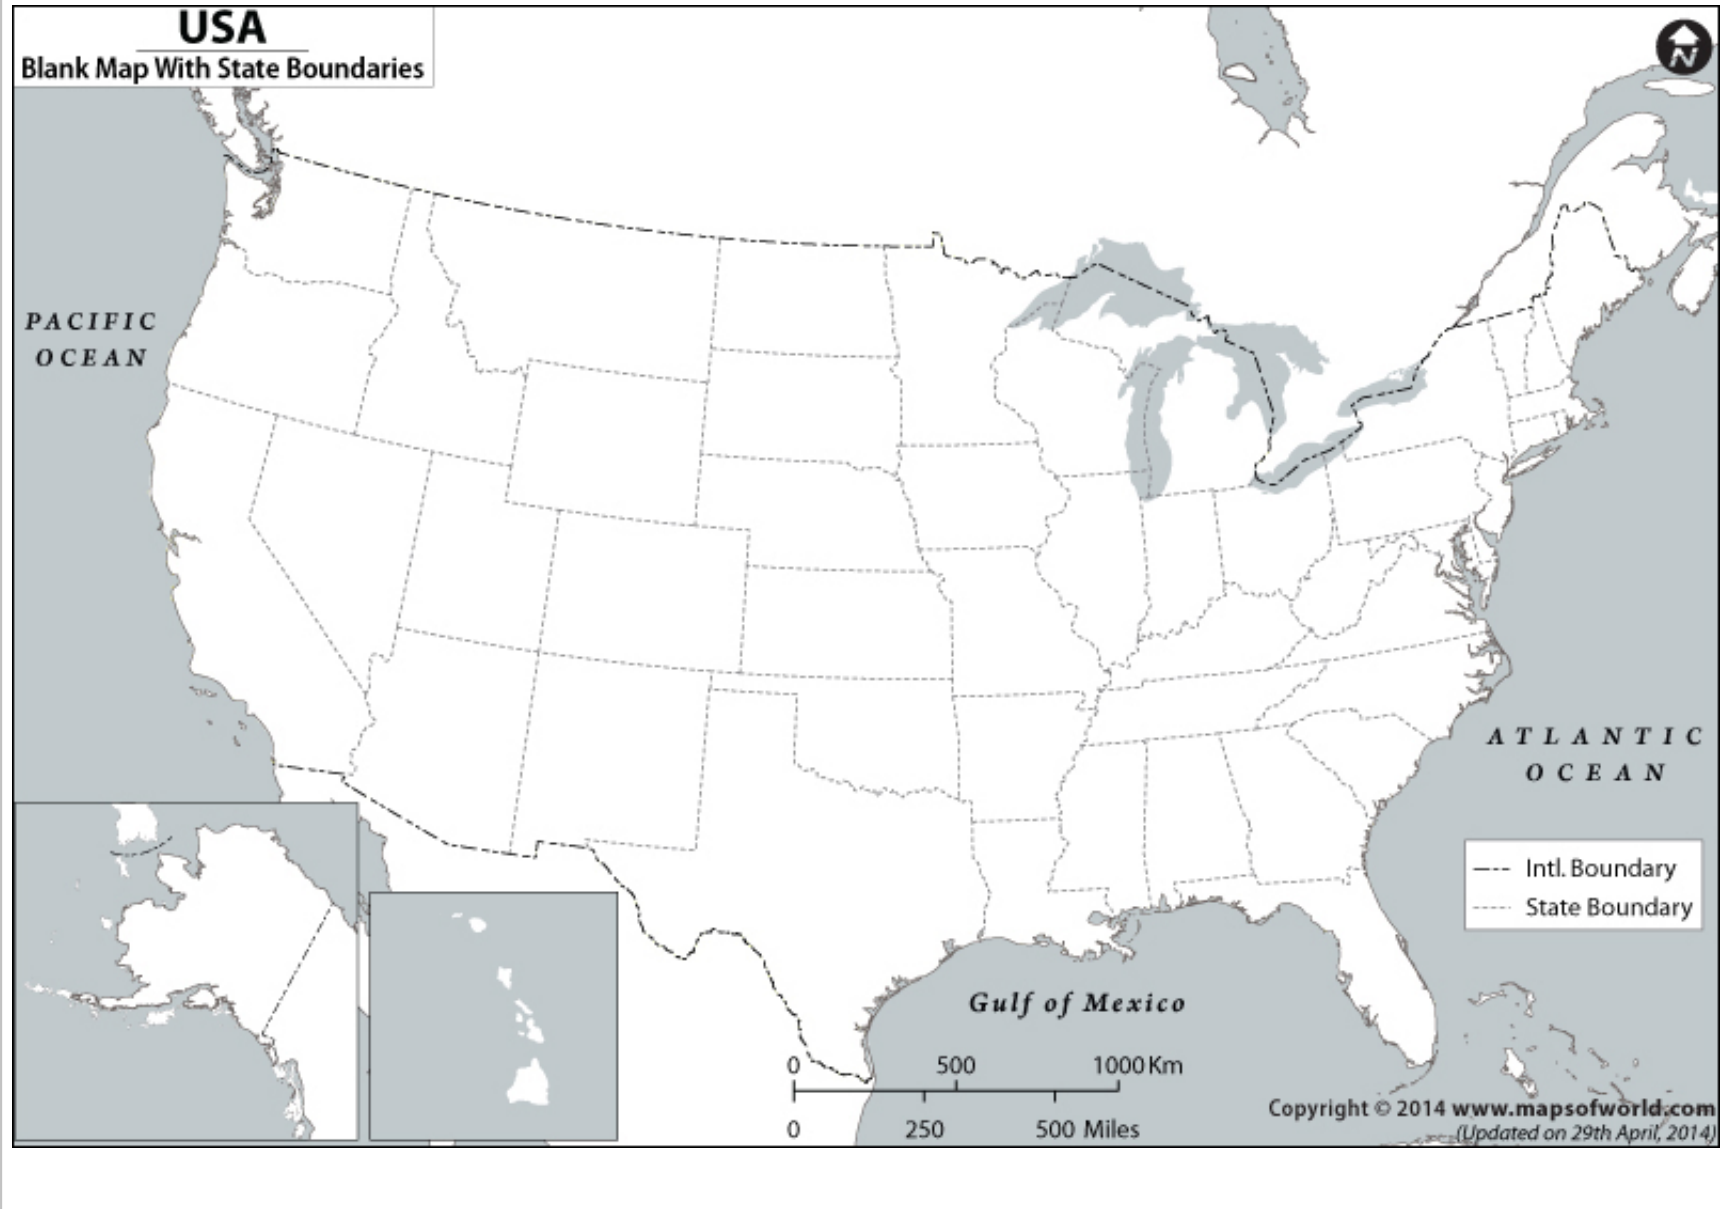 USA
Blank Map With State Boundaries
N
PACIFIC
OCEAN
ATLANTIC
OCEAN
Intl. Boundary
State Boundary
Gulf of Mexico
0 500 1000 Km
0 250 500 Miles
Copyright © 2014 www.mapsofworld.com
(Updated on 29th April, 2014)